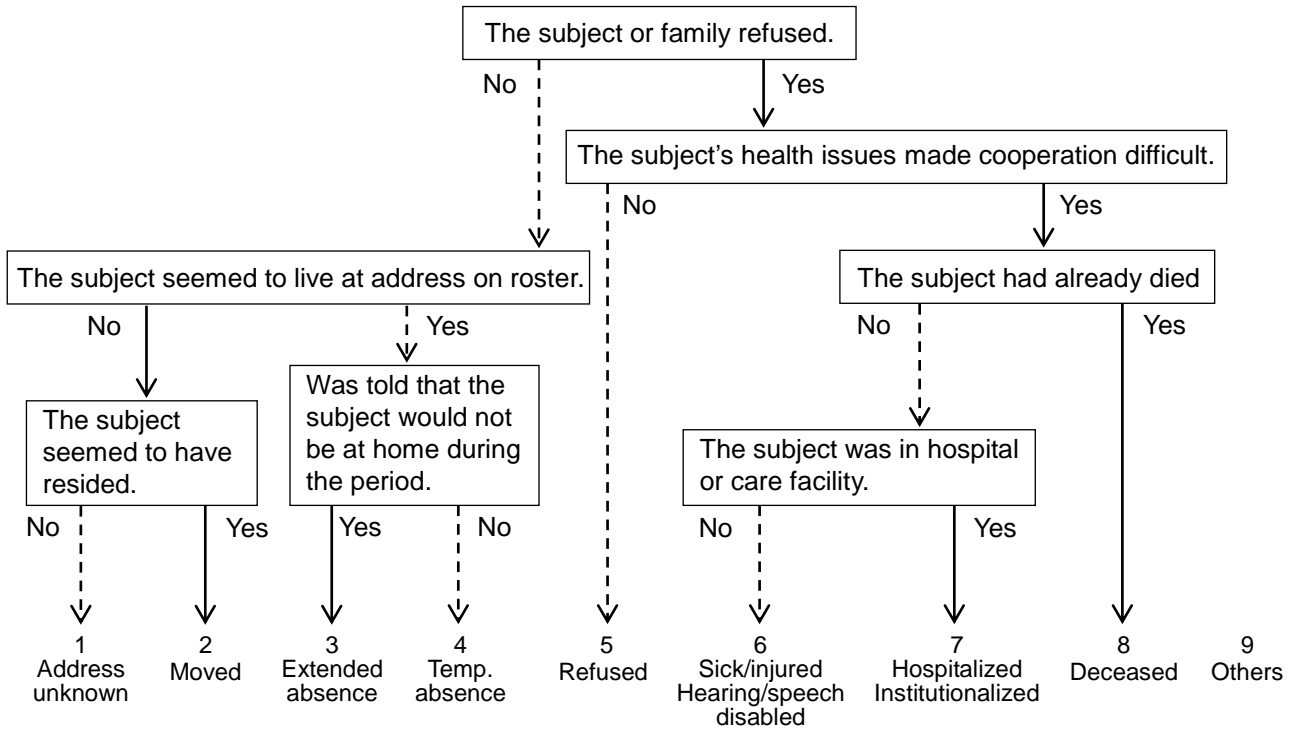 The subject or family refused.
No
Yes
The subject's health issues made cooperation difficult.
No
Yes
The subject seemed to live at address on roster.
The subject had already died
No
Yes
No
Yes
Was told that the
subject would not
be at home during
the period.
The subject
seemed to have
resided.
The subject was in hospital
or care facility.
No
Yes
Yes
No
No
Yes
1
Address
unknown
2
Moved
3
Extended
absence
4
Temp.
absence
5
Refused
6
Sick/injured
Hearing/speech
disabled
7
Hospitalized
Institutionalized
8
Deceased
9
Others